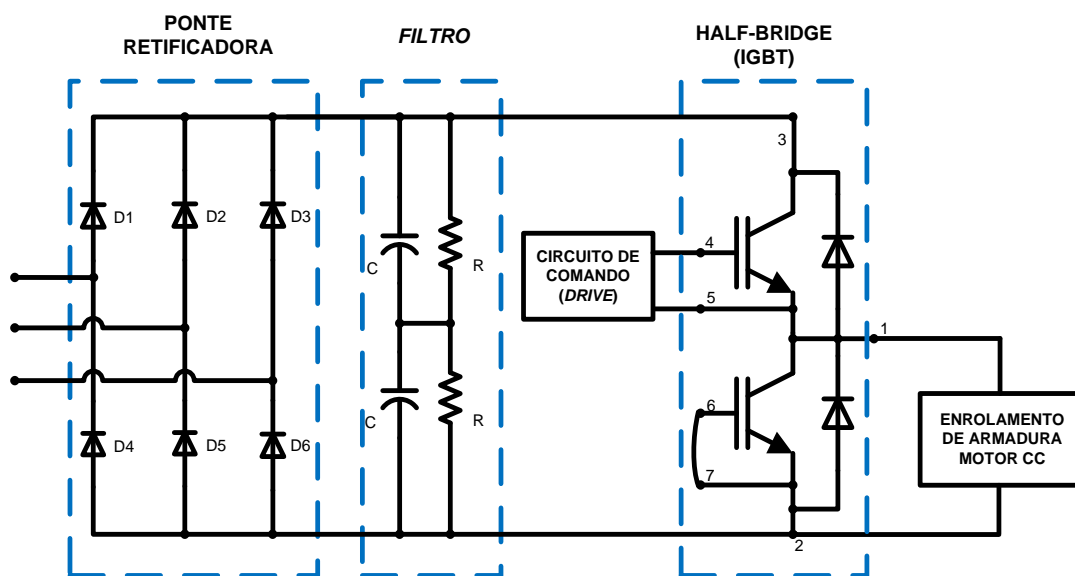 PONTE
RETIFICADORA
FILTRO
HALF-BRIDGE
(IGBT)
3
D1
D2
D3
C
R
CIRCUITO DE
COMANDO
(DRIVE)
4
5
1
D4
D5
D6
C
R
6
7
2
ENROLAMENTO
DE ARMADURA
MOTOR CC